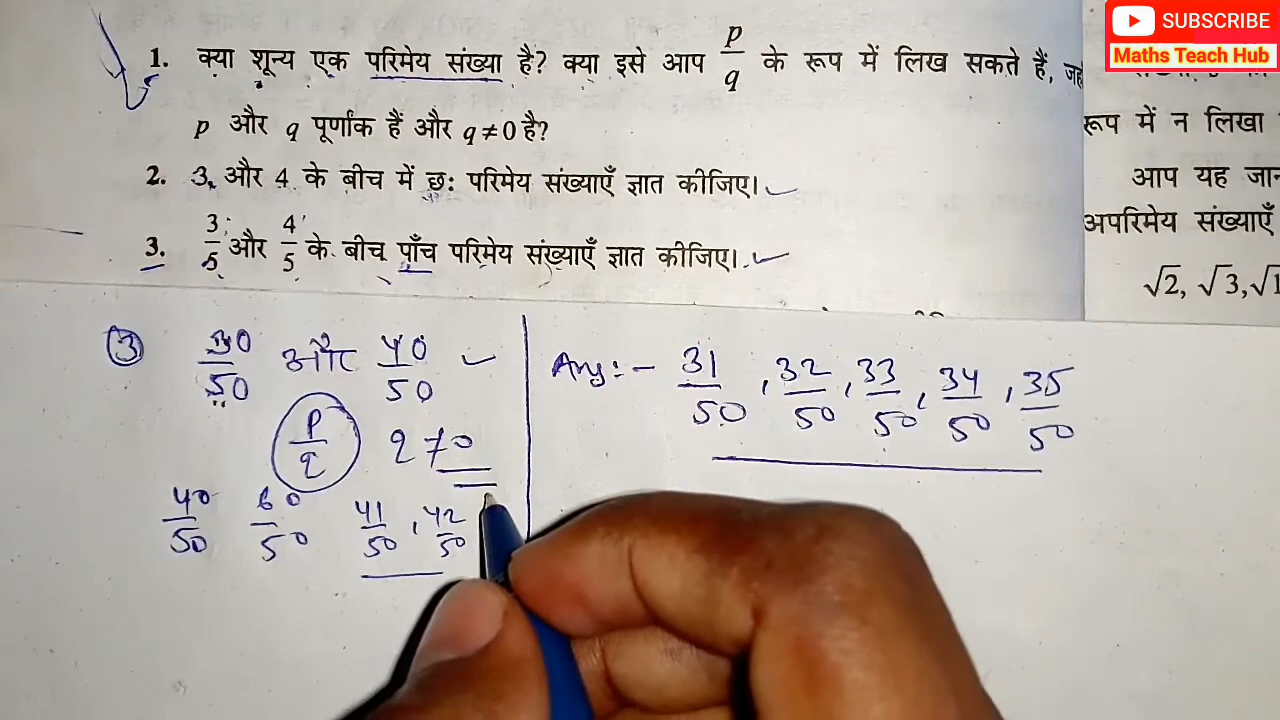 SUBSCRIBE
Maths Teach Hub
1. क्या शून्य एक परिमेय संख्या है? क्या इसे आप p/q के रूप में लिख सकते हैं,
p और q पूर्णांक हैं और q ≠ 0 है?
2. 3 और 4 के बीच में छः परिमेय संख्याएँ ज्ञात कीजिए।
3. 3/5 और 4/5 के बीच पाँच परिमेय संख्याएँ ज्ञात कीजिए।
रूप में न लिखा
आप यह
अपरिमेय संख्याएँ
√2, √3,
3 30/50 और 40/50
p/q q ≠ 0
40/50 60/50 41/50, 42/50
Ans:- 31/50, 32/50, 33/50, 34/50, 35/50